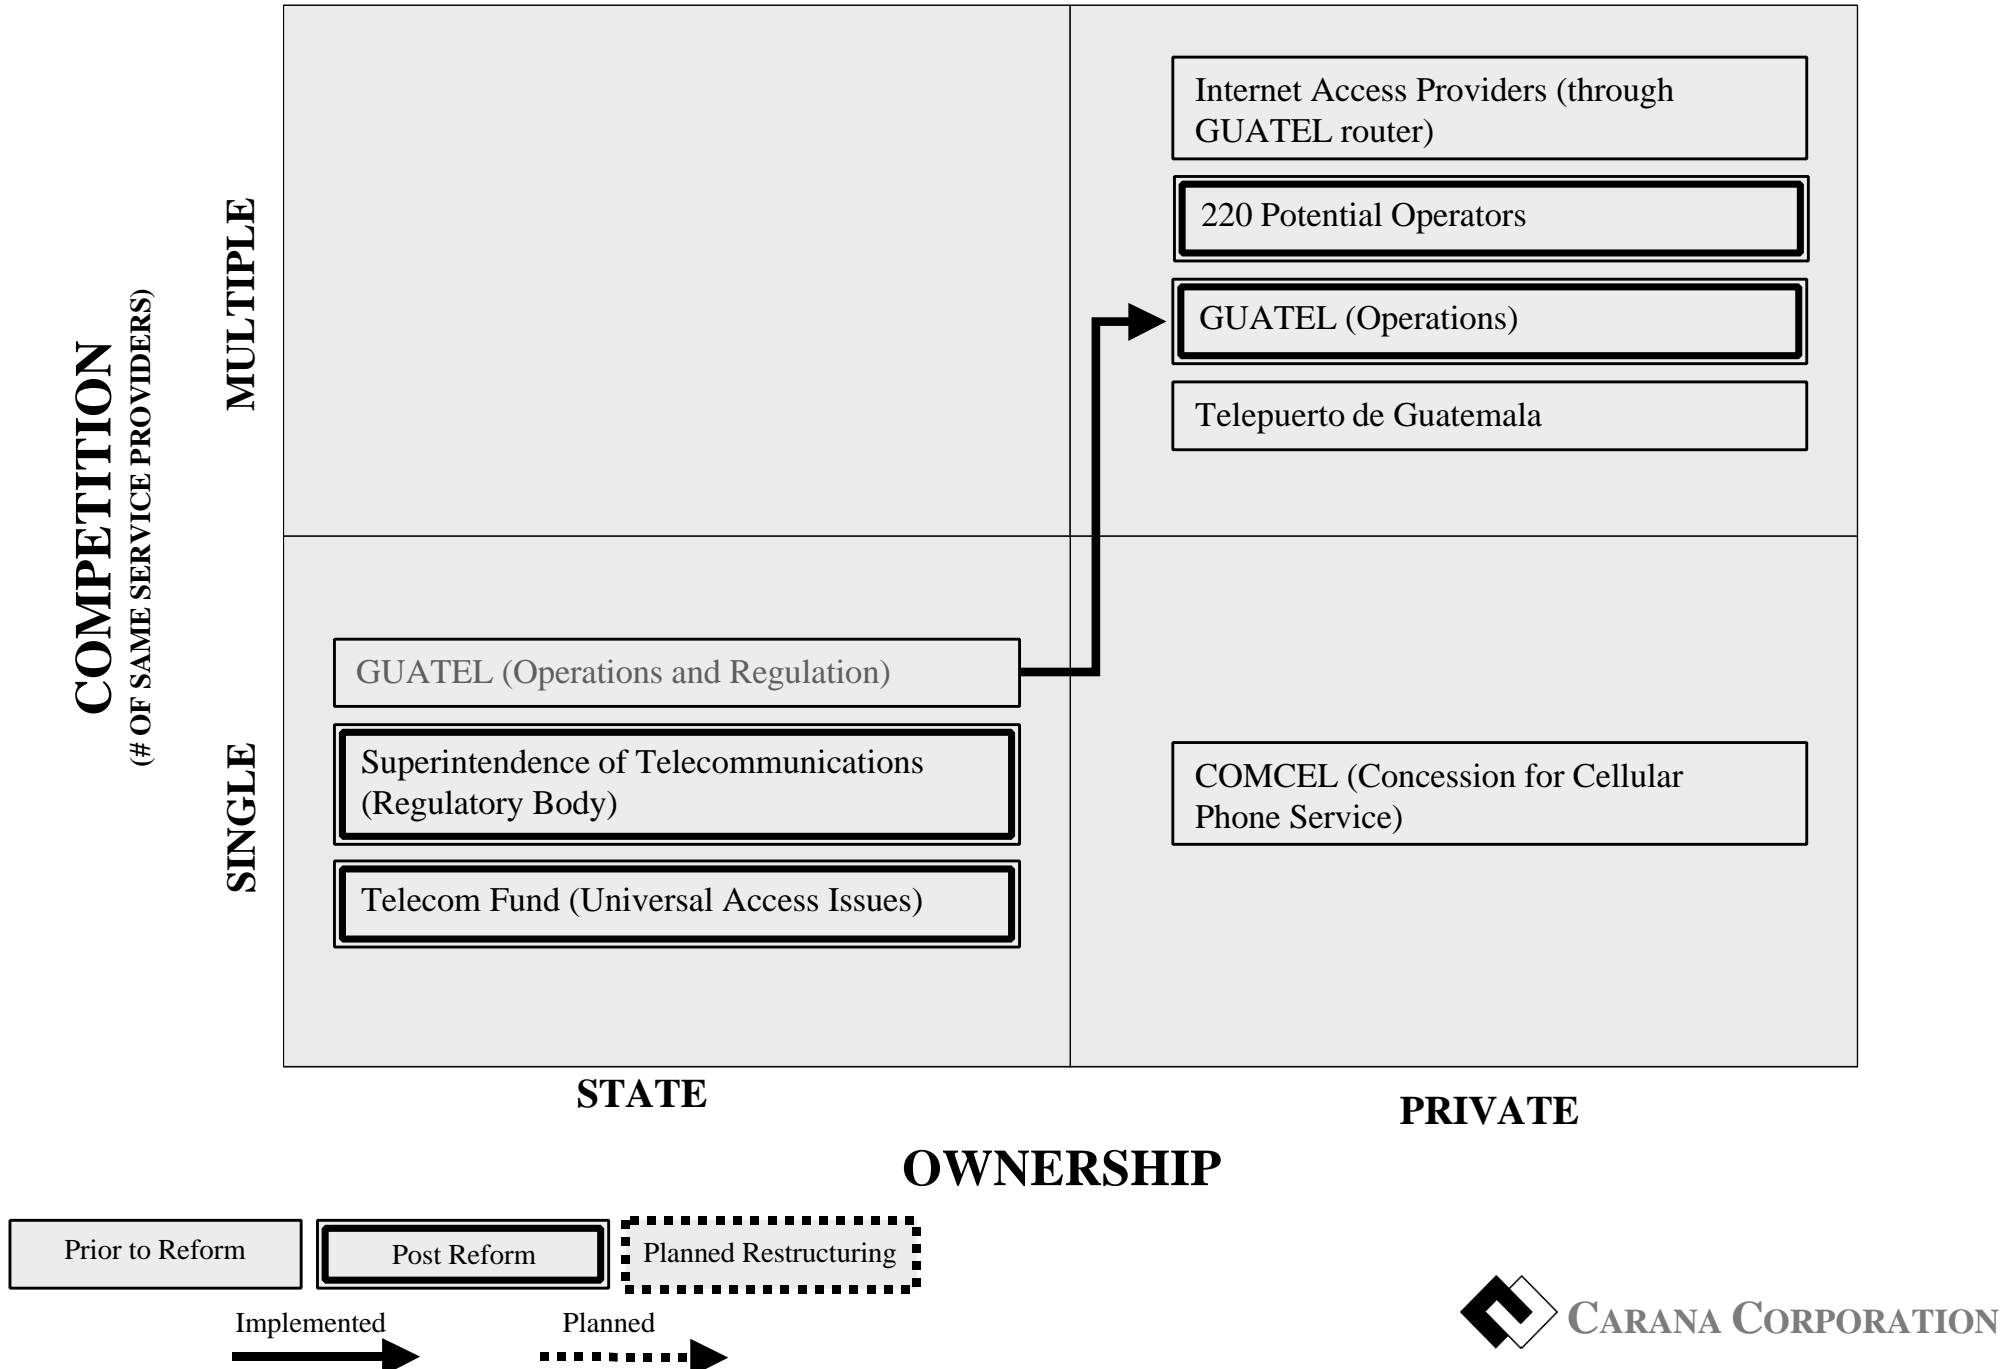 COMPETITION
(# OF SAME SERVICE PROVIDERS)
MULTIPLE
SINGLE
Internet Access Providers (through
GUATEL router)
220 Potential Operators
GUATEL (Operations)
Telepuerto de Guatemala
GUATEL (Operations and Regulation)
Superintendence of Telecommunications
(Regulatory Body)
Telecom Fund (Universal Access Issues)
COMCEL (Concession for Cellular
Phone Service)
STATE
PRIVATE
OWNERSHIP
Prior to Reform
Post Reform
Planned Restructuring
Implemented
Planned
CARANA CORPORATION